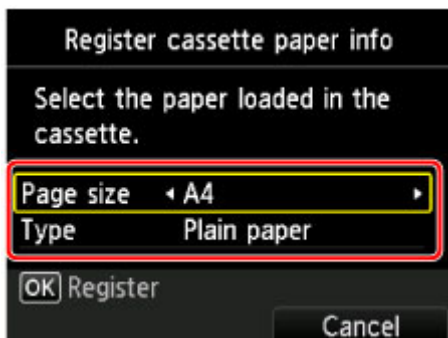 Register cassette paper info
Select the paper loaded in the
cassette.
Page size A4
Type Plain paper
OK Register
Cancel